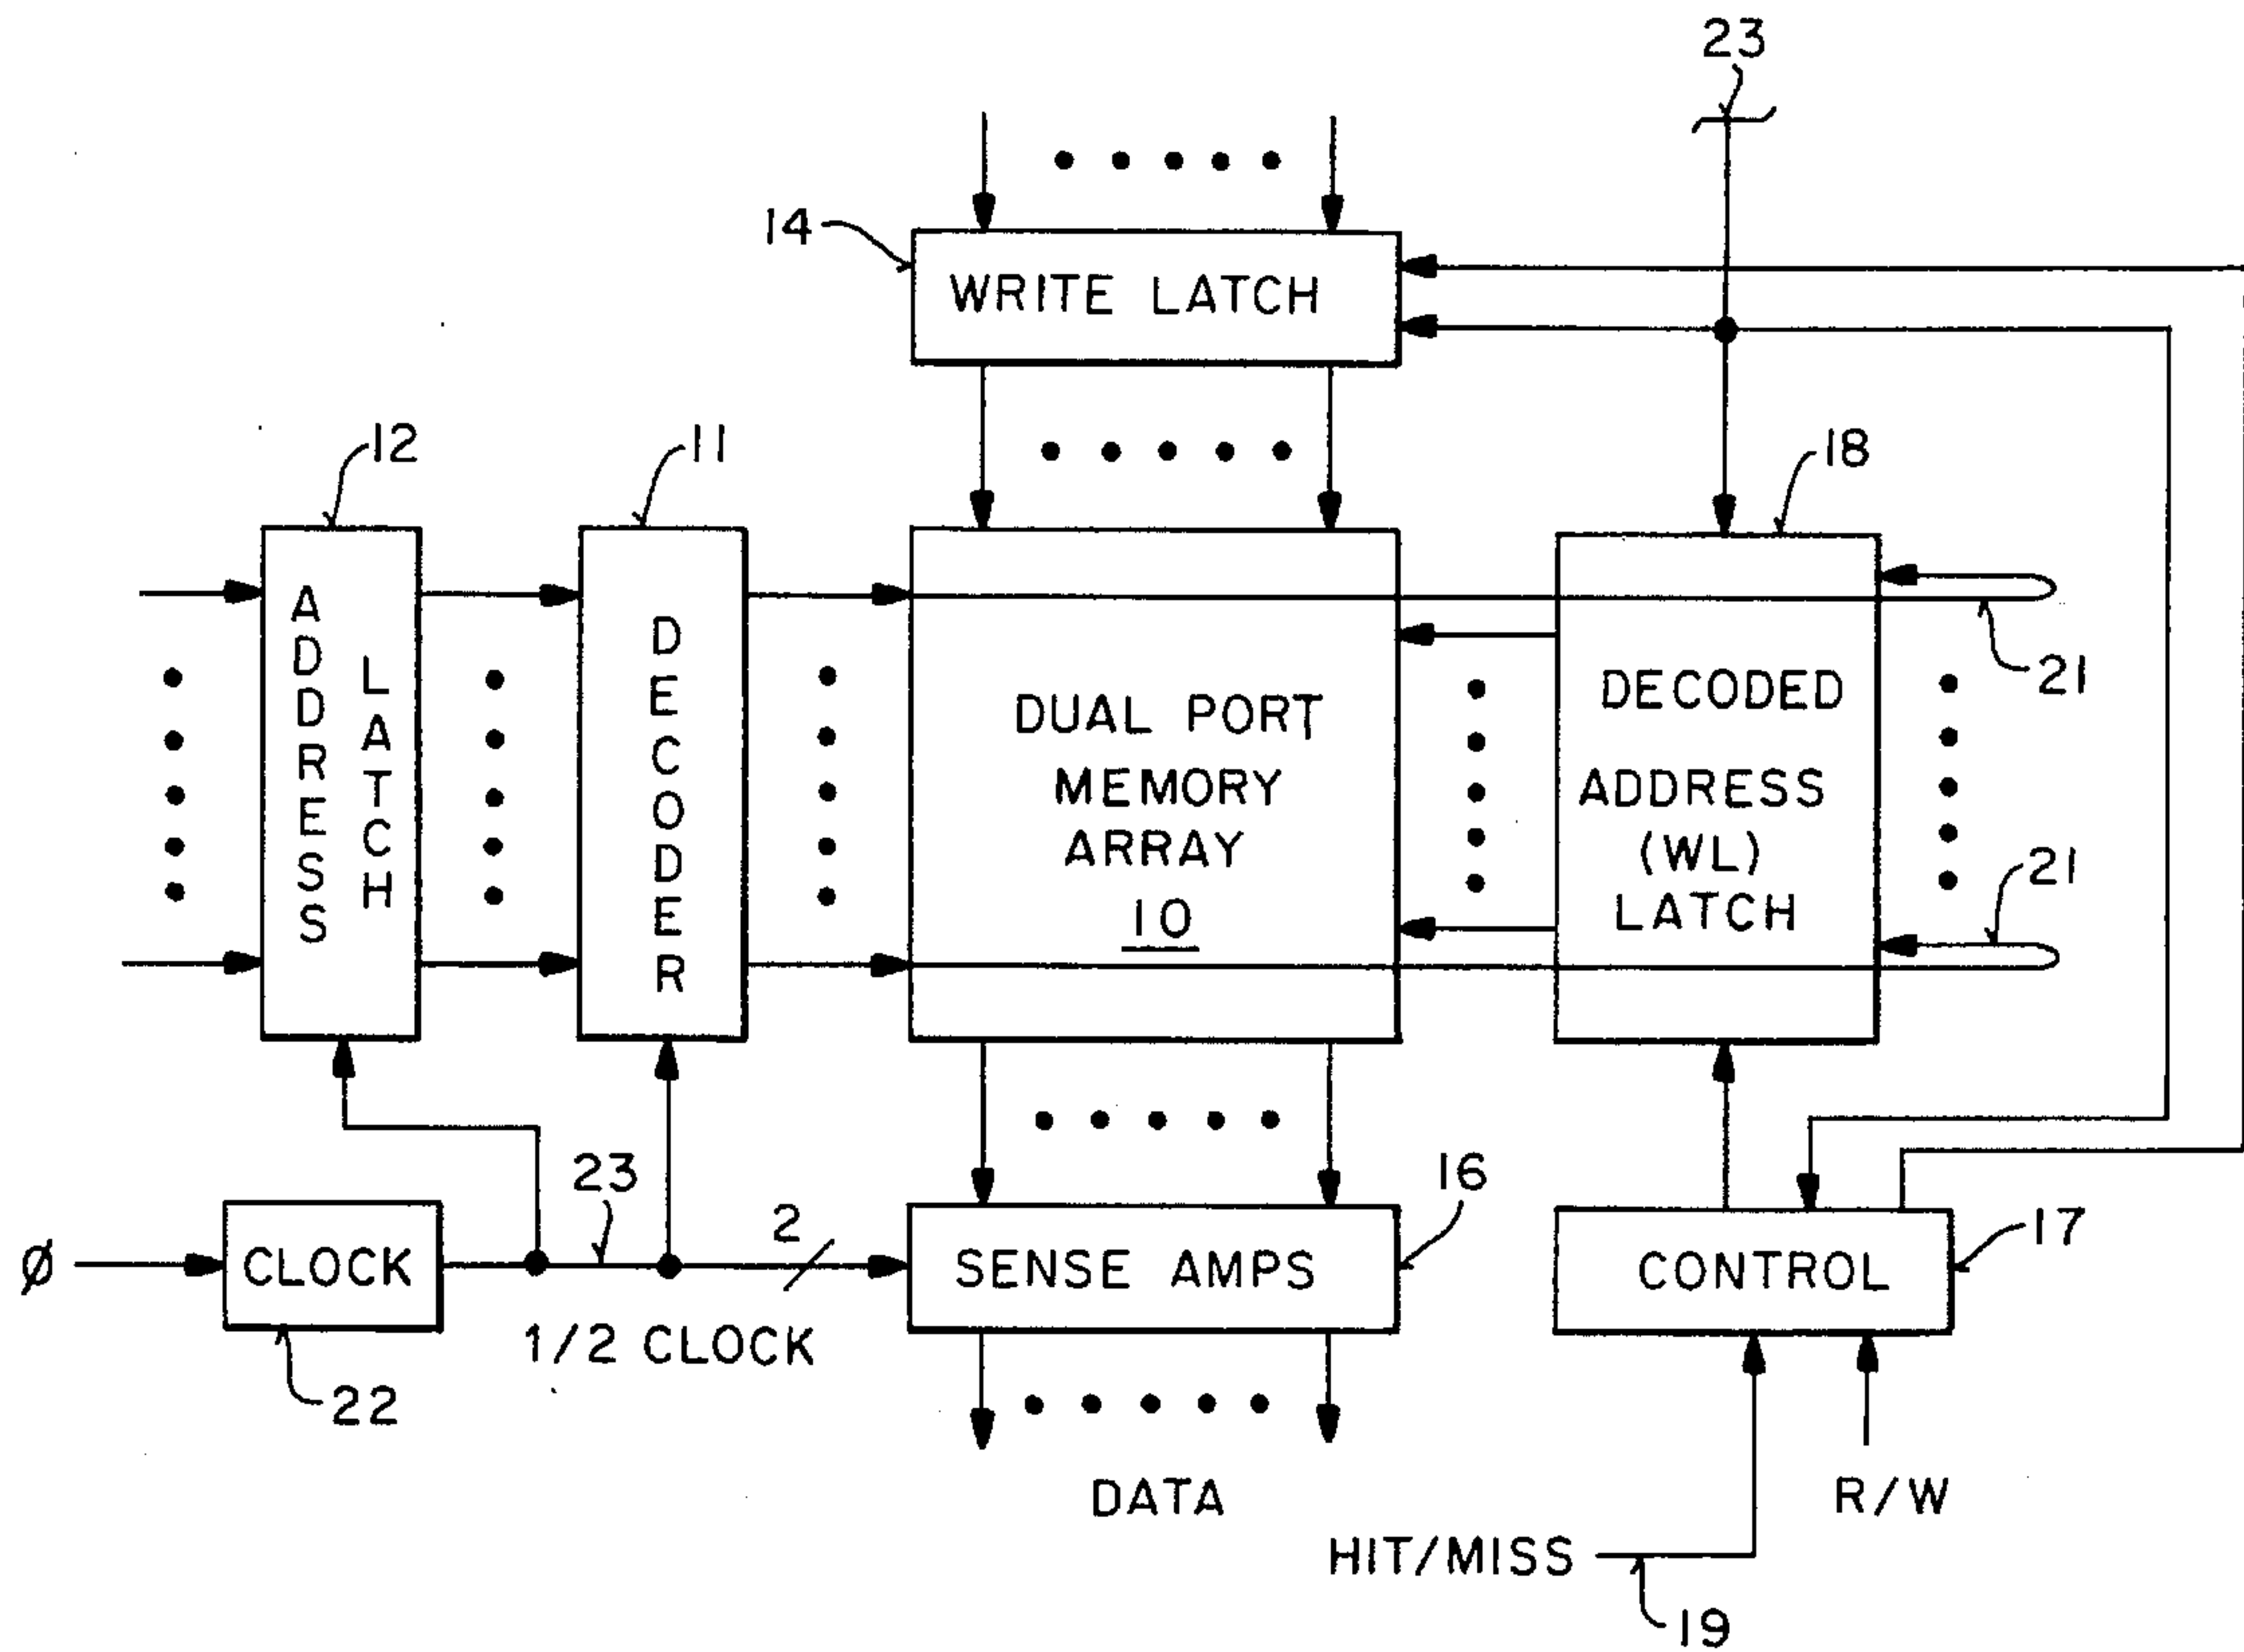 23
14
WRITE LATCH
12
11
18
ADDRESS
LATCH
DECODER
DUAL PORT
MEMORY
ARRAY
10
DECODED
ADDRESS
(WL)
LATCH
21
21
23
2
16
17
Ø
CLOCK
SENSE AMPS
CONTROL
1/2 CLOCK
22
DATA
R/W
HIT/MISS
19